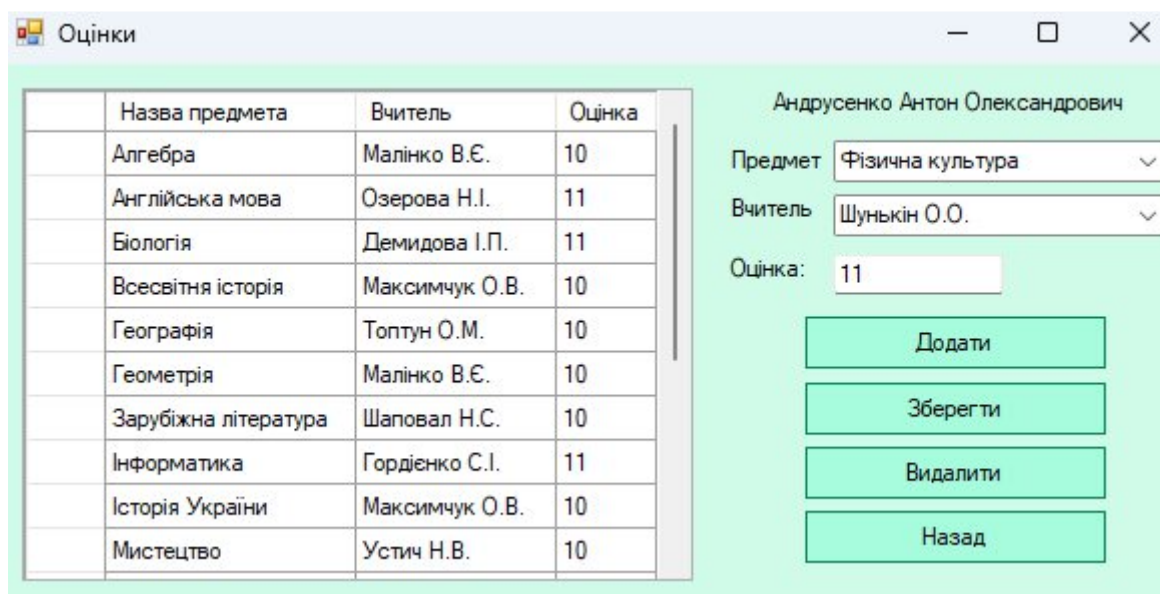 Оцінки
Назва предмета Вчитель Оцінка
Алгебра Малінко В.Є. 10
Англійська мова Озерова Н.І. 11
Біологія Демидова І.П. 11
Всесвітня історія Максимчук О.В. 10
Географія Топтун О.М. 10
Геометрія Малінко В.Є. 10
Зарубіжна література Шаповал Н.С. 10
Інформатика Гордієнко С.І. 11
Історія України Максимчук О.В. 10
Мистецтво Устич Н.В. 10
Андрусенко Антон Олександрович
Предмет Фізична культура
Вчитель Шунькін О.О.
Оцінка: 11
Додати
Зберегти
Видалити
Назад